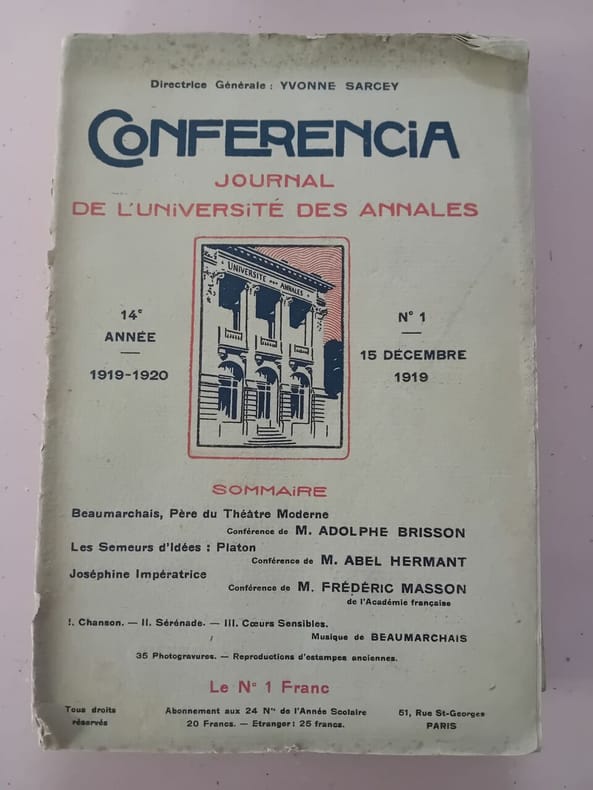 Directrice Générale : YVONNE SARCEY
CONFERENCiA
JOURNAL
DE L'UNiVERSiTÉ DES ANNALES
UNIVERSITÉ DES ANNALES
14e
ANNÉE
1919-1920
N° 1
15 DÉCEMBRE
1919
SOMMAiRE
Beaumarchais, Père du Théâtre Moderne
Conférence de M. ADOLPHE BRISSON
Les Semeurs d'Idées : Platon
Conférence de M. ABEL HERMANT
Joséphine Impératrice
Conférence de M. FRÉDÉRIC MASSON
de l'Académie française
I. Chanson. — II. Sérénade. — III. Cœurs Sensibles.
Musique de BEAUMARCHAIS
35 Photogravures. — Reproductions d'estampes anciennes.
Le N° 1 Franc
Tous droits
réservés
Abonnement aux 24 Nos de l'Année Scolaire
20 Francs. — Etranger : 25 francs.
51, Rue St-Georges
PARIS